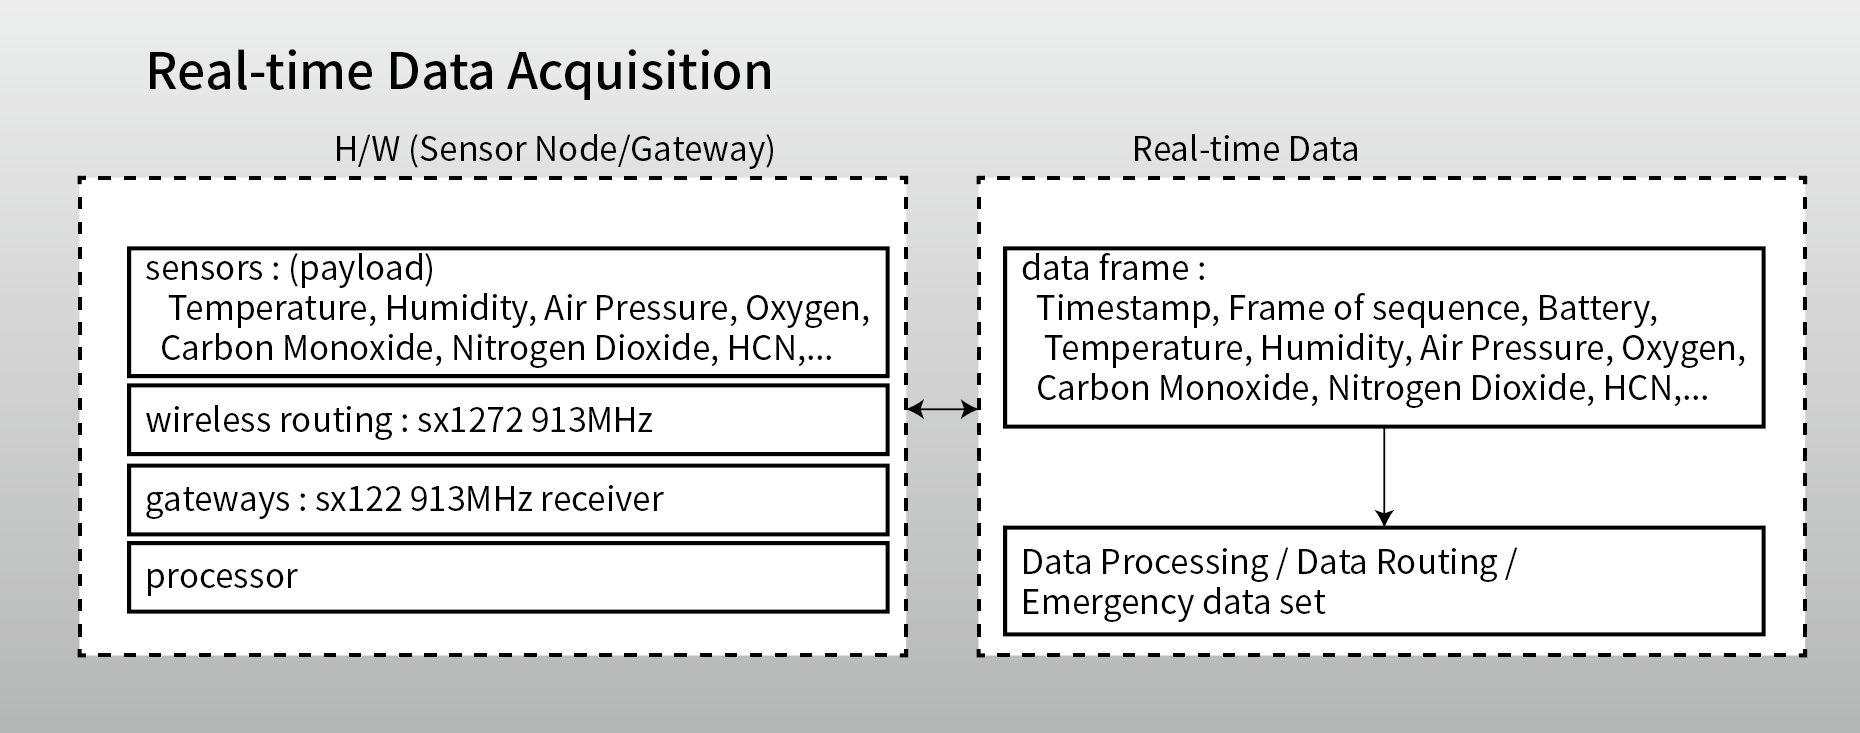 Real-time Data Acquisition
H/W (Sensor Node/Gateway)
sensors : (payload)
Temperature, Humidity, Air Pressure, Oxygen,
Carbon Monoxide, Nitrogen Dioxide, HCN,...
wireless routing : sx1272 913MHz
gateways : sx122 913MHz receiver
processor
Real-time Data
data frame :
Timestamp, Frame of sequence, Battery,
Temperature, Humidity, Air Pressure, Oxygen,
Carbon Monoxide, Nitrogen Dioxide, HCN,...
Data Processing / Data Routing /
Emergency data set